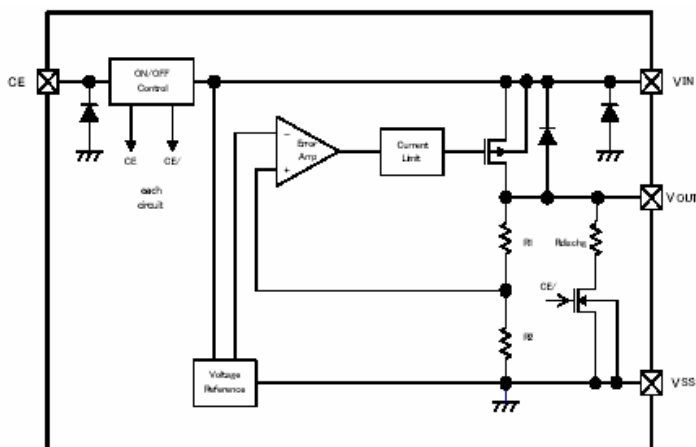 CE
ON/OFF
Control
VIN
CE
CE/
each
circuit
−
+
Error
Amp
Current
Limit
VOUT
R1
Rdischg
CE/
R2
Voltage
Reference
VSS